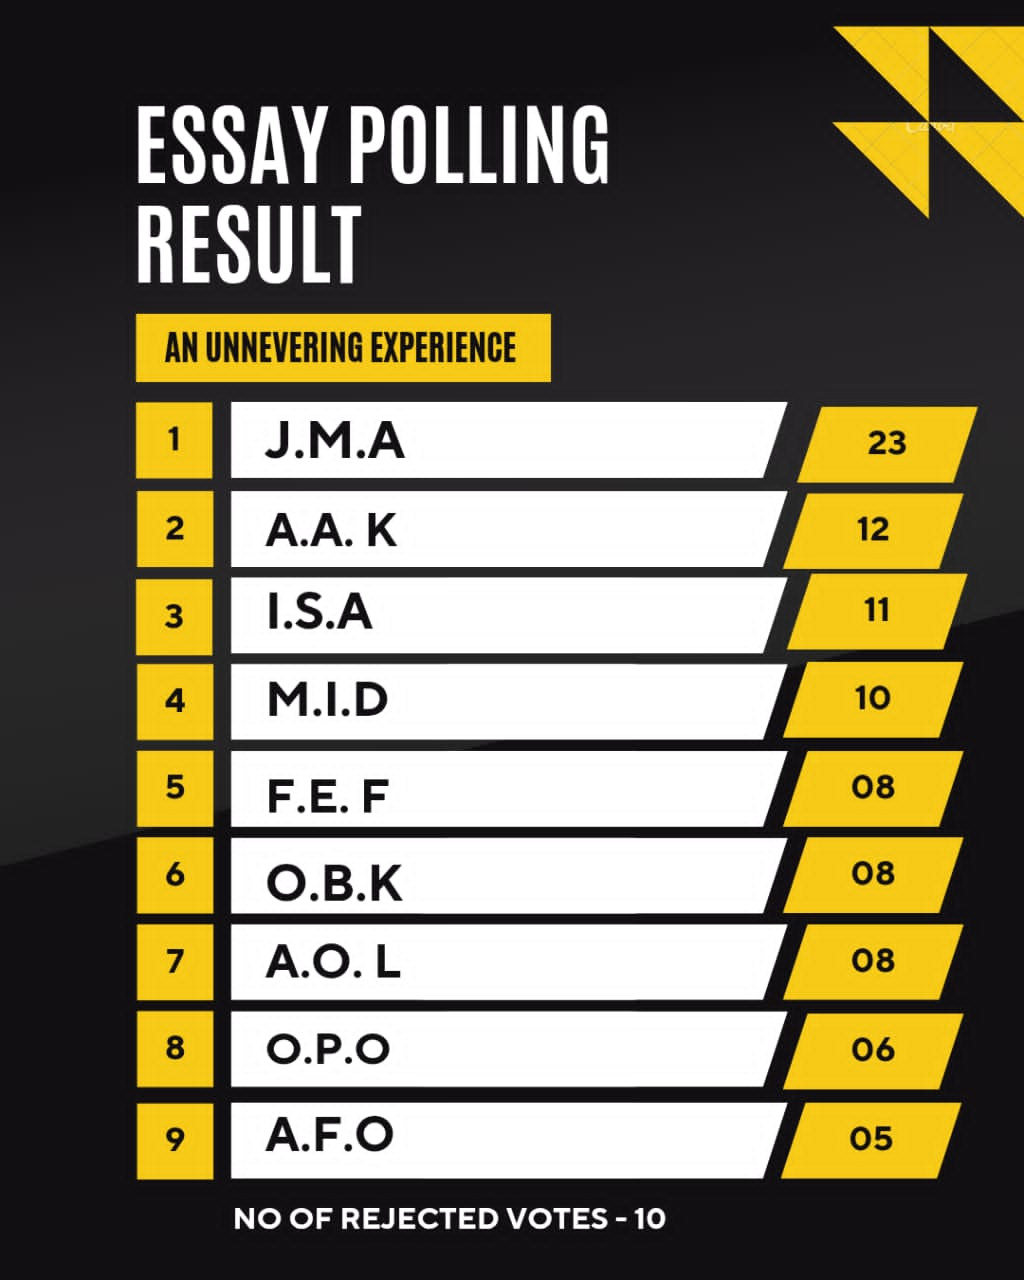 ESSAY POLLING
RESULT
AN UNNEVERING EXPERIENCE
1 J.M.A 23
2 A.A. K 12
3 I.S.A 11
4 M.I.D 10
5 F.E. F 08
6 O.B.K 08
7 A.O. L 08
8 O.P.O 06
9 A.F.O 05
NO OF REJECTED VOTES - 10